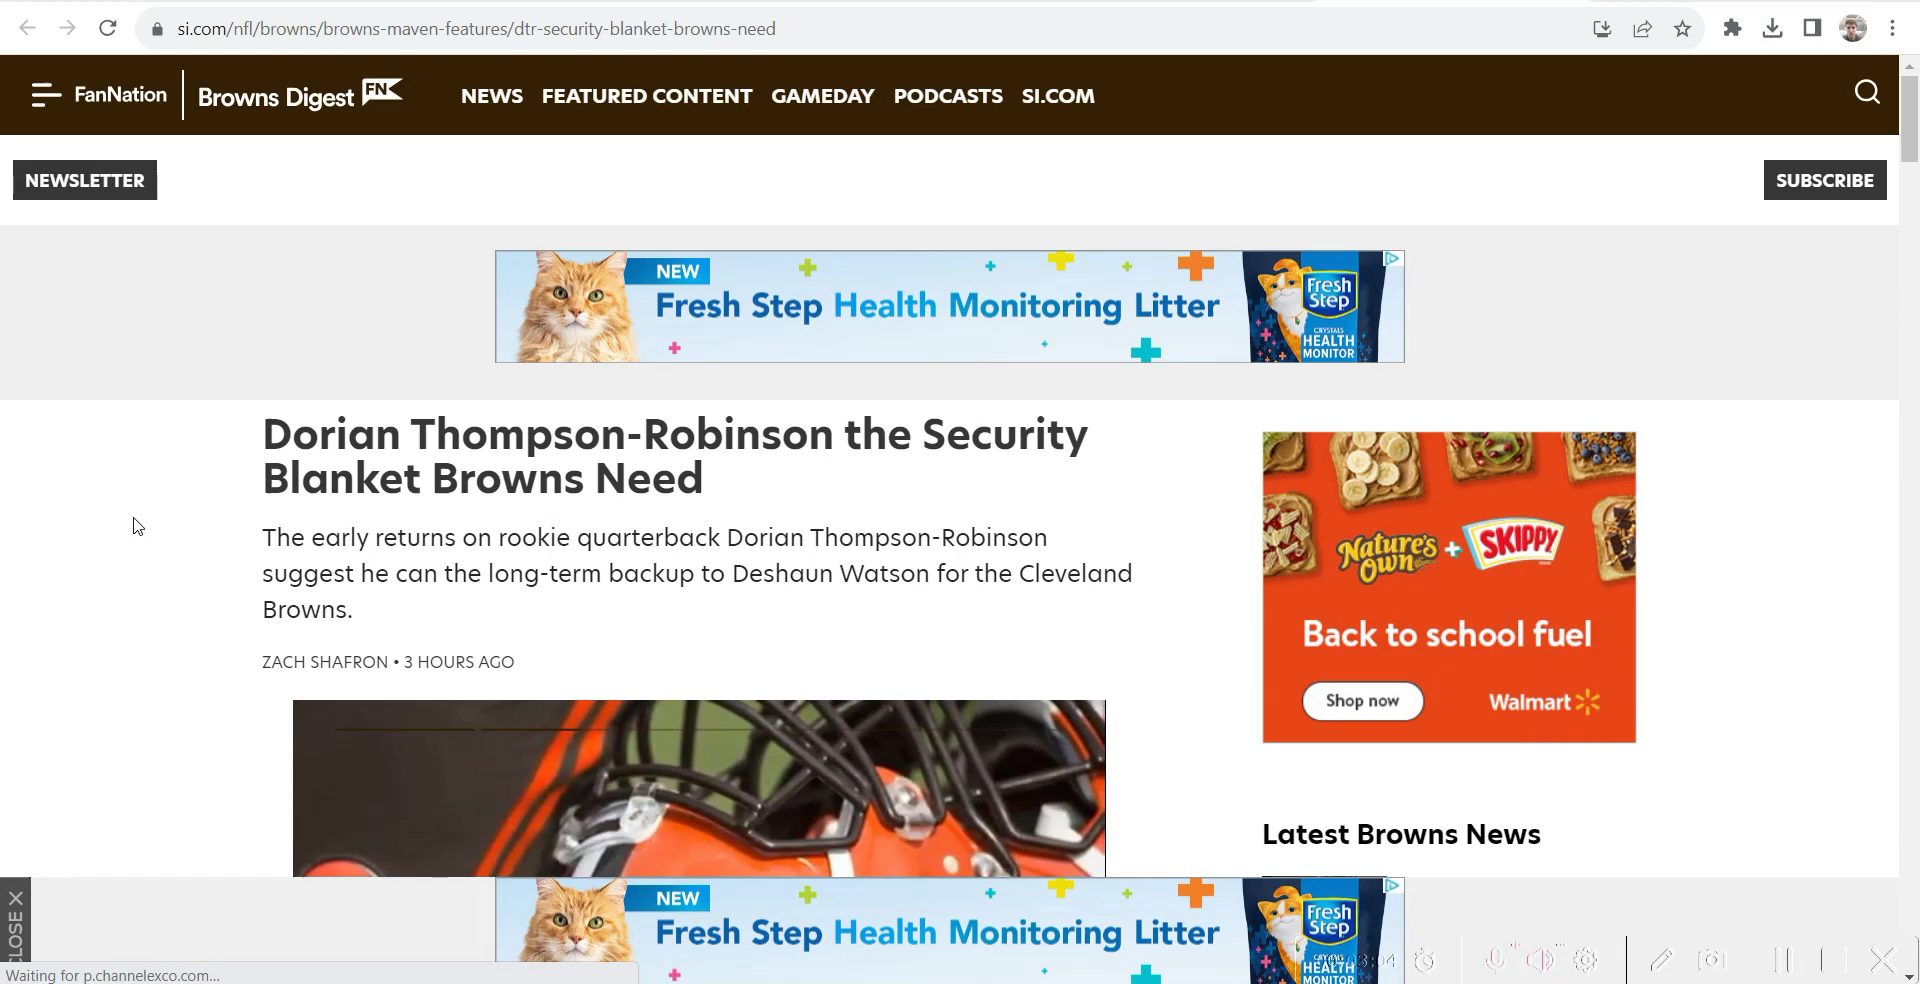 si.com/nfl/browns/browns-maven-features/dtr-security-blanket-browns-need
FanNation
Browns Digest FN
NEWS FEATURED CONTENT GAMEDAY PODCASTS SI.COM
NEWSLETTER
SUBSCRIBE
NEW
Fresh Step Health Monitoring Litter
Fresh
Step
CRYSTALS
HEALTH
MONITOR
Dorian Thompson-Robinson the Security
Blanket Browns Need
The early returns on rookie quarterback Dorian Thompson-Robinson
suggest he can the long-term backup to Deshaun Watson for the Cleveland
Browns.
ZACH SHAFRON • 3 HOURS AGO
Nature's
Own
+
SKIPPY
Back to school fuel
Shop now
Walmart
Latest Browns News
CLOSE X
NEW
Fresh Step Health Monitoring Litter
Fresh
Step
CRYSTALS
HEALTH
MONITOR
Waiting for p.channelexco.com...